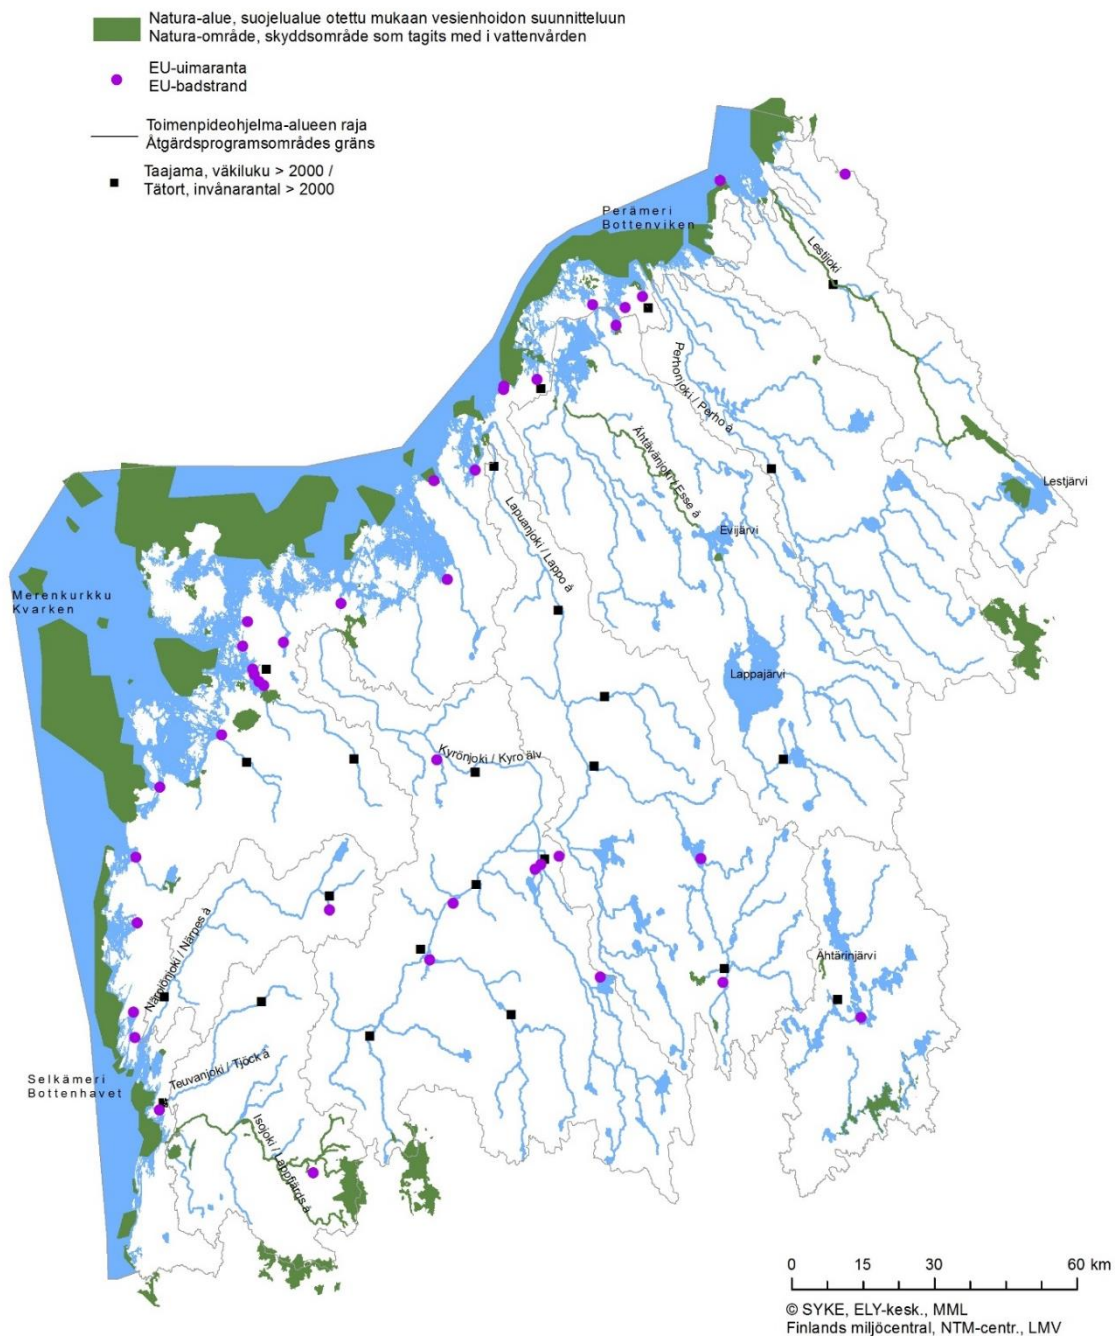 Natura-alue, suojelualue otettu mukaan vesienhoidon suunnitteluun
Natura-område, skyddsområde som tagits med i vattenvården
EU-uimaranta
EU-badstrand
Toimenpideohjelma-alueen raja
Åtgärdsprogramsområdes gräns
Taajama, väkiluku > 2000 /
Tätort, invånarantal > 2000
Perämeri
Bottenviken
Lestijoki
Perhonjoki / Perho å
Ähtävänjoki / Esse å
Lestjärvi
Evijärvi
Lapuanjoki / Lappo å
Merenkurkku
Kvarken
Lappajärvi
Kyrönjoki / Kyro älv
Närpiönjoki / Närpes å
Ähtärinjärvi
Selkämeri
Bottenhavet
Teuvanjoki / Tjöck å
Isojoki / Lappfjärds å
0 15 30 60 km
© SYKE, ELY-kesk., MML
Finlands miljöcentral, NTM-centr., LMV